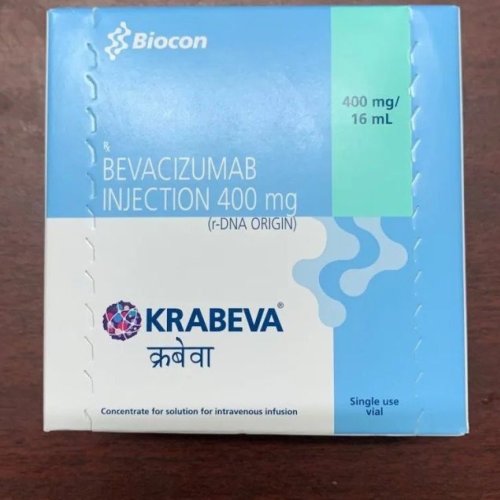 Biocon
400 mg/
16 mL
℞
BEVACIZUMAB
INJECTION 400 mg
(r-DNA ORIGIN)
KRABEVA®
क्रबेवा
Concentrate for solution for intravenous infusion
Single use
vial